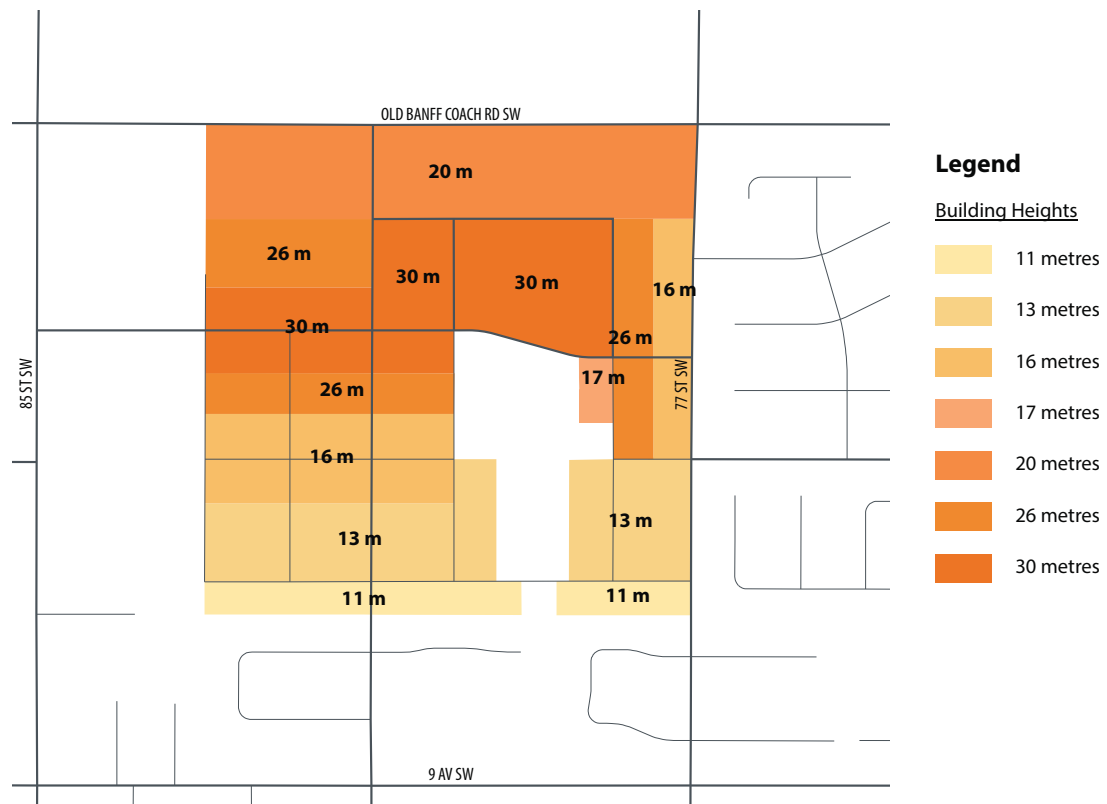 OLD BANFF COACH RD SW
20 m
26 m
30 m
30 m
16 m
30 m
26 m
17 m
26 m
85 ST SW
77 ST SW
16 m
13 m
13 m
11 m
11 m
9 AV SW
Legend
Building Heights
11 metres
13 metres
16 metres
17 metres
20 metres
26 metres
30 metres